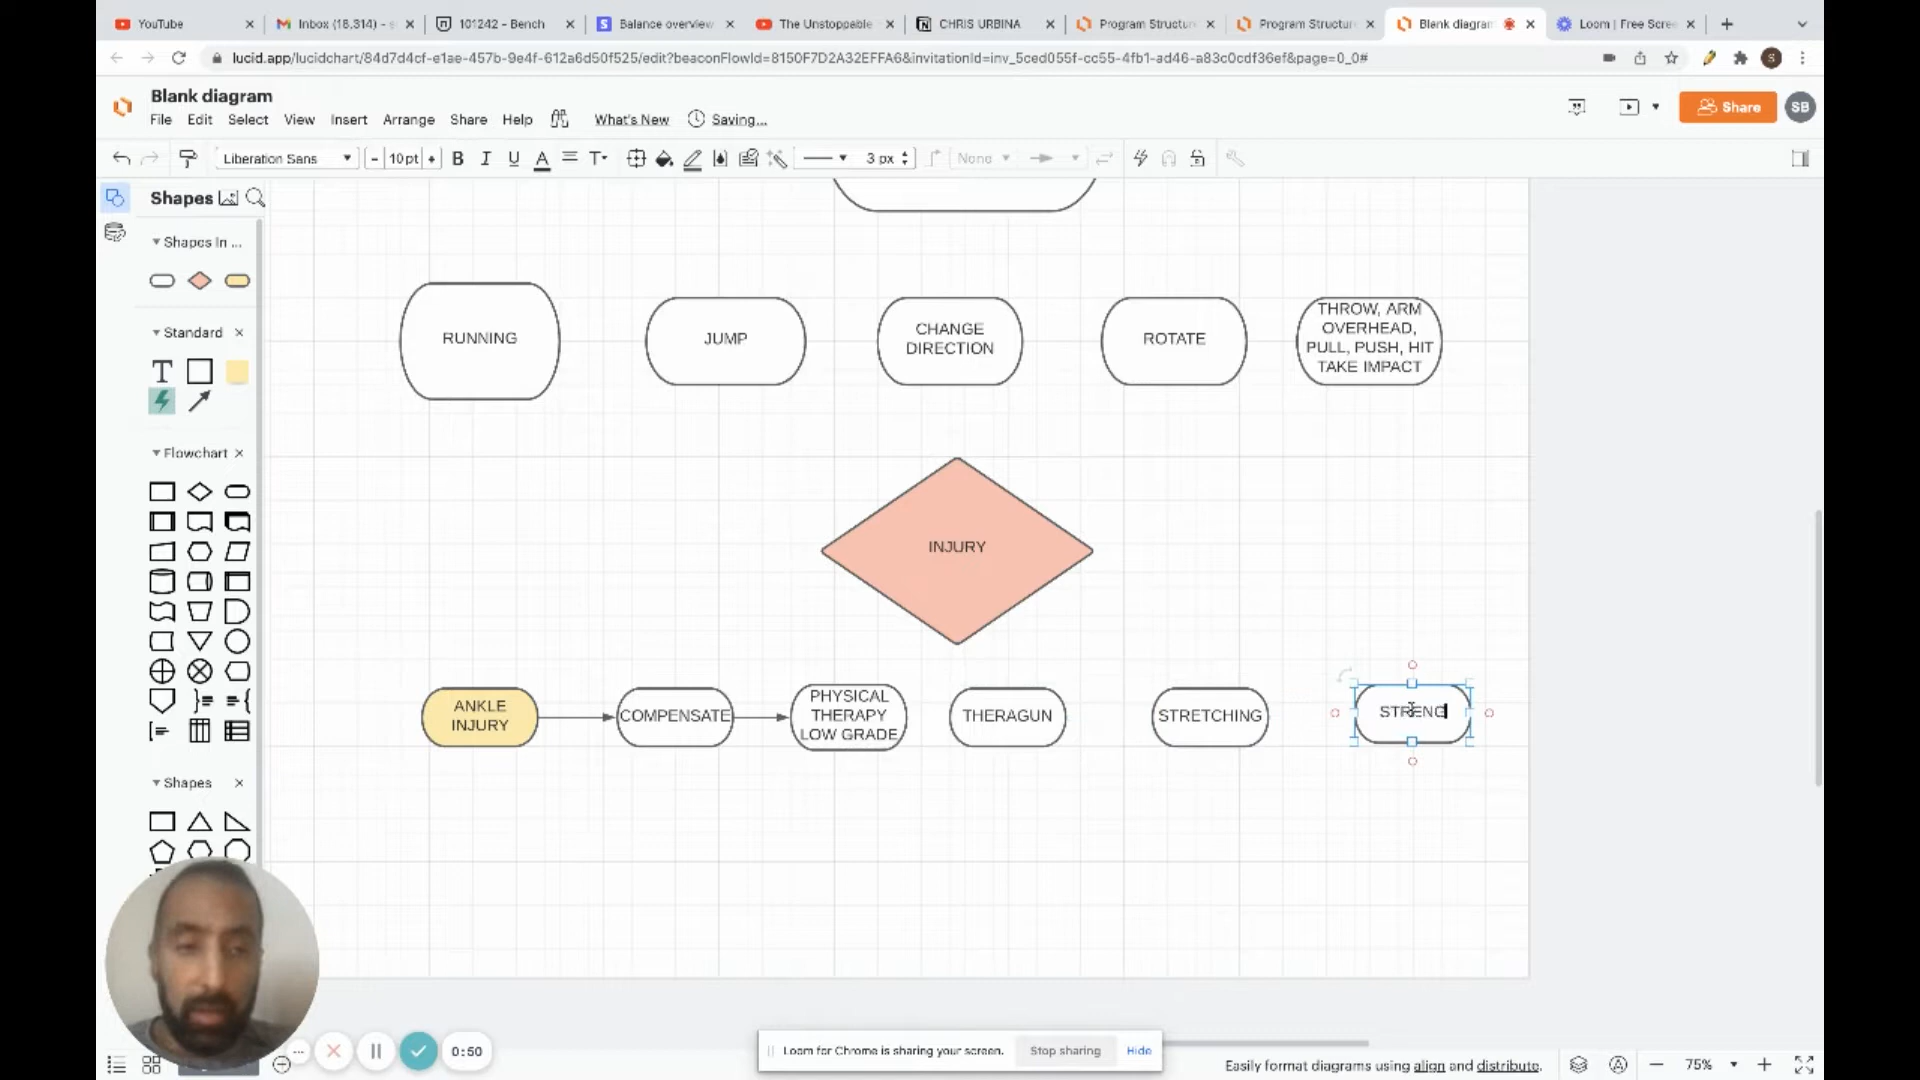 YouTube
Inbox (18,314) - s
101242 - Bench
Balance overview
The Unstoppable
CHRIS URBINA
Program Structur
Program Structur
Blank diagram
Loom | Free Scre
lucid.app/lucidchart/84d7d4cf-e1ae-457b-9e4f-612a6d50f525/edit?beaconFlowId=8150F7D2A32EFFA6&invitationId=inv_5ced055f-cc55-4fb1-ad46-a83c0cdf36ef&page=0_0#
Blank diagram
File Edit Select View Insert Arrange Share Help What's New Saving...
Share
SB
Liberation Sans
- 10pt +
B I U A T
3 px
None
Shapes
Shapes In ...
Standard
T
Flowchart
Shapes
RUNNING
JUMP
CHANGE
DIRECTION
ROTATE
THROW, ARM
OVERHEAD,
PULL, PUSH, HIT
TAKE IMPACT
INJURY
ANKLE
INJURY
COMPENSATE
PHYSICAL
THERAPY
LOW GRADE
THERAGUN
STRETCHING
STRENG
0:50
Loom for Chrome is sharing your screen.
Stop sharing
Hide
Easily format diagrams using align and distribute.
75%